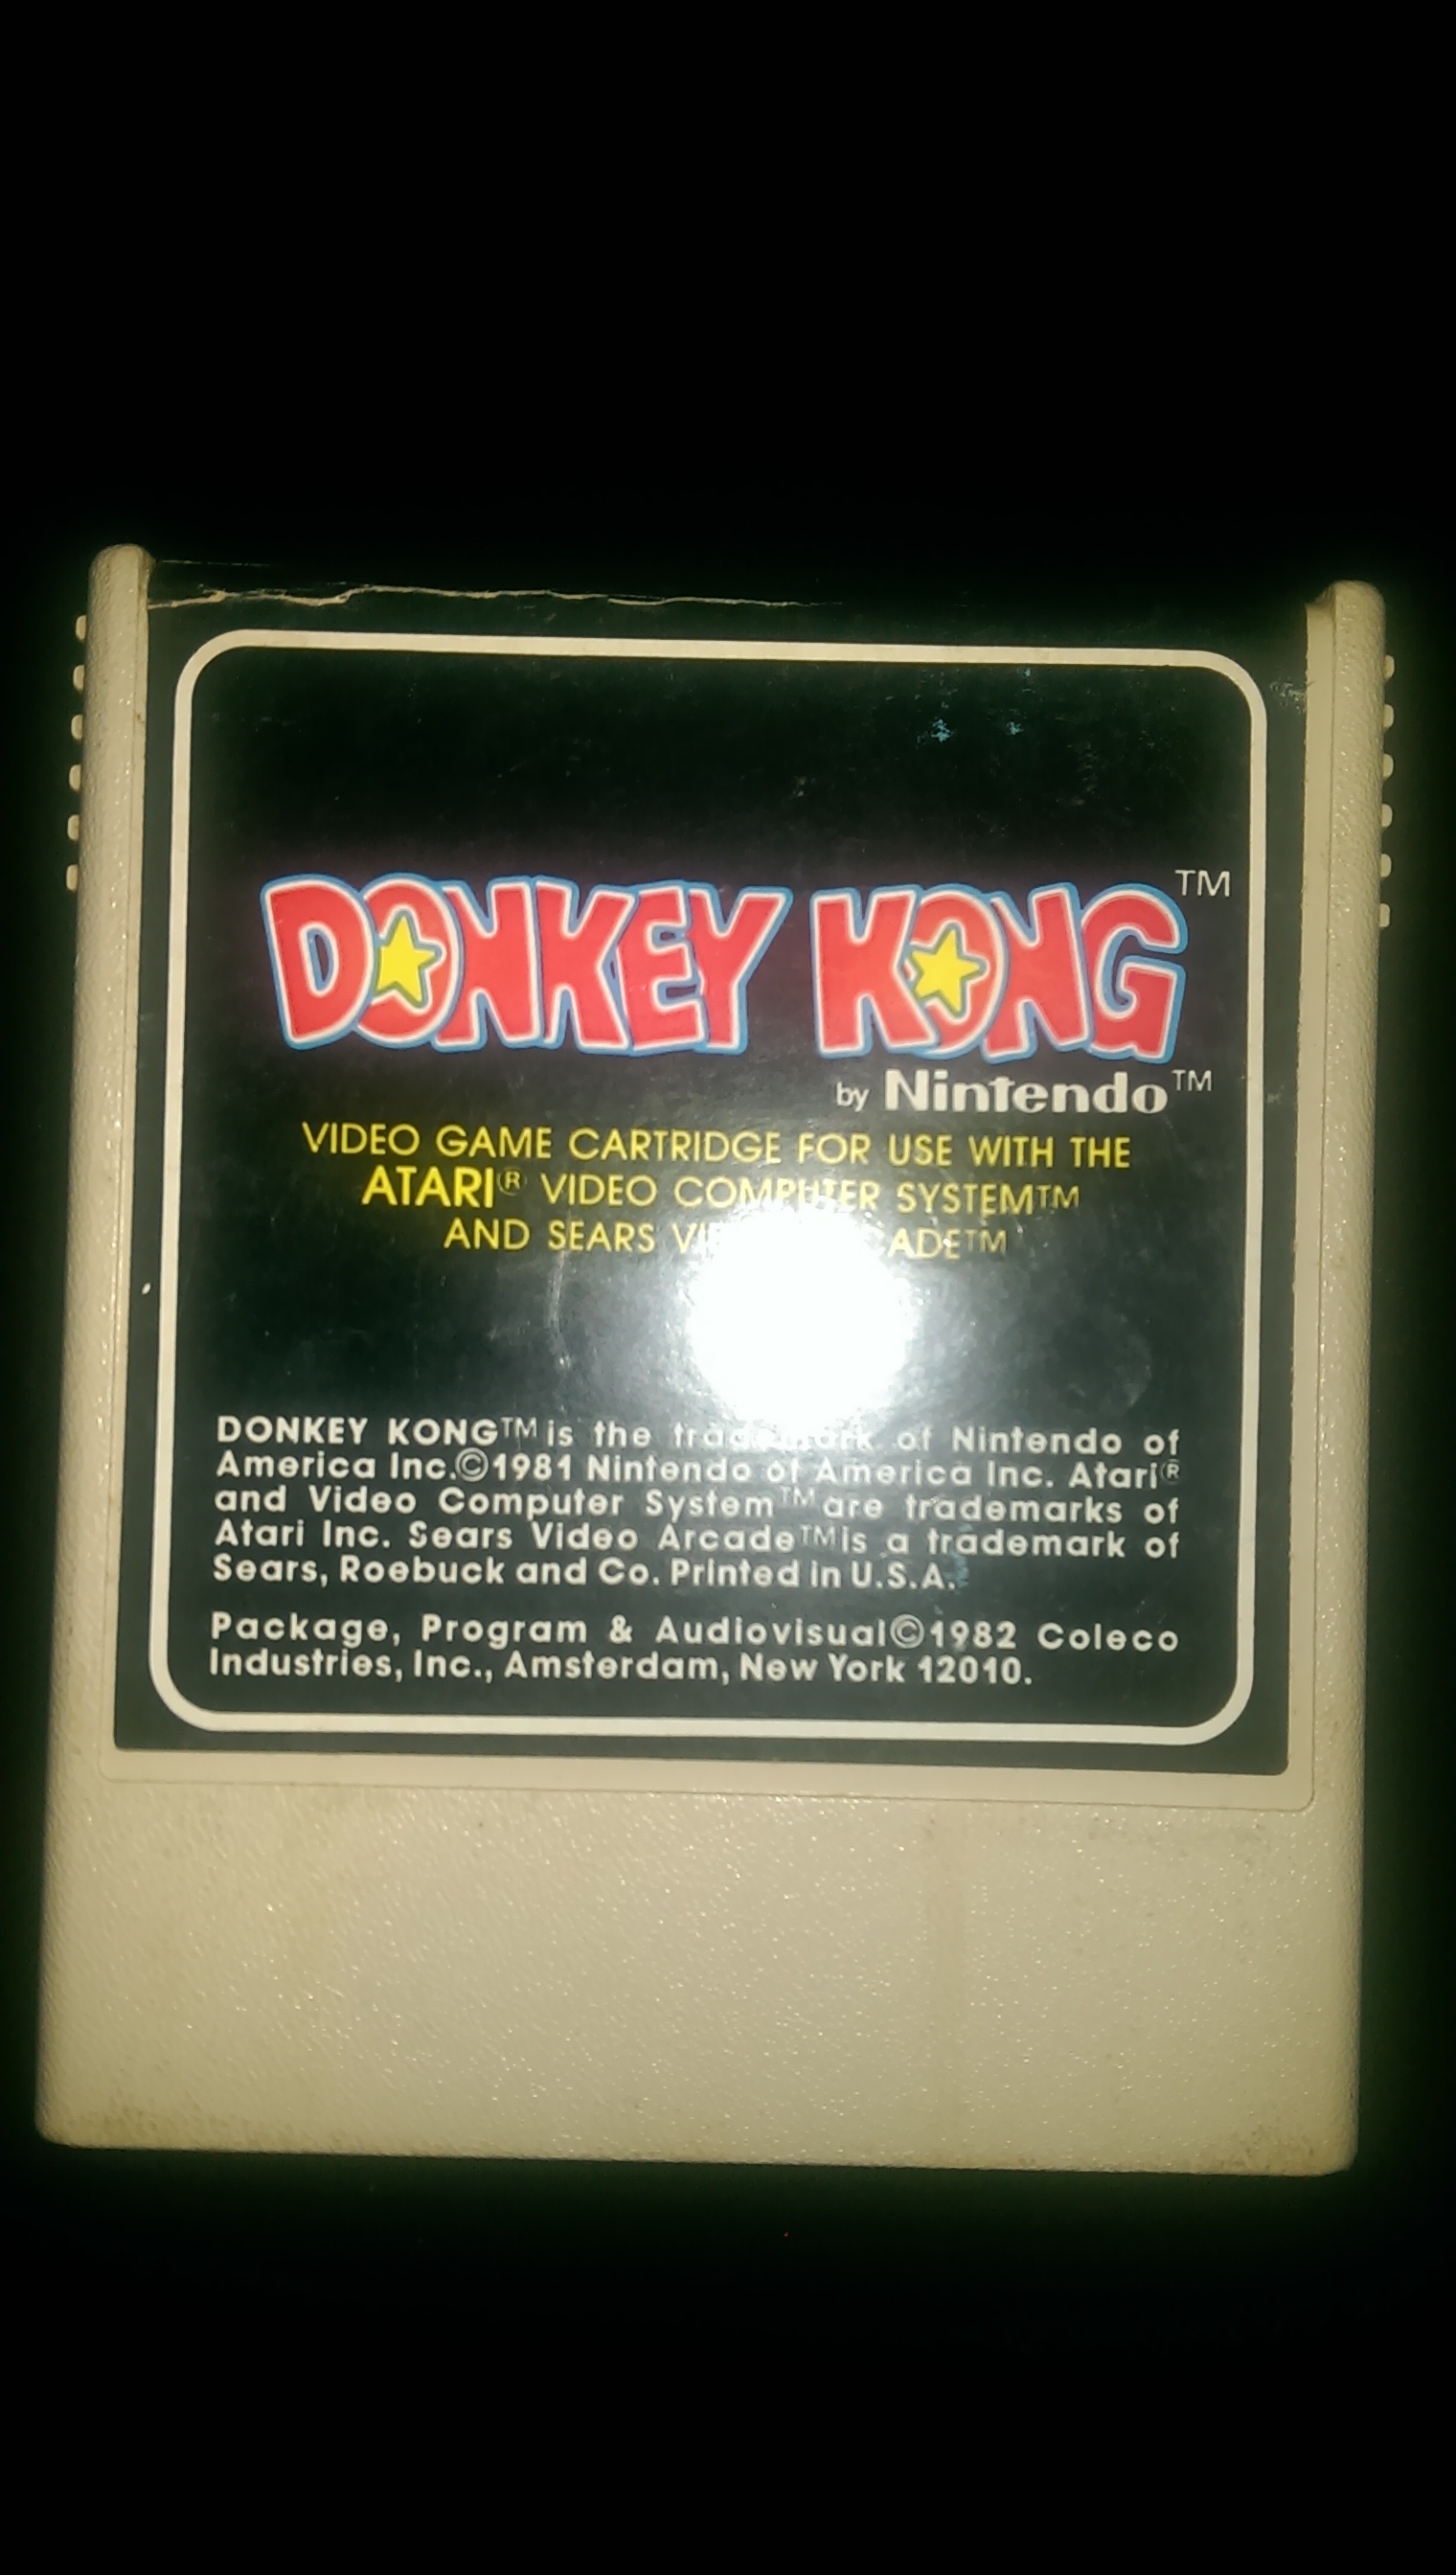 DONKEY KONG™
by Nintendo™
VIDEO GAME CARTRIDGE FOR USE WITH THE
ATARI® VIDEO COMPUTER SYSTEM™
AND SEARS
DONKEY KONG™ is the trademark of Nintendo of
America Inc.©1981 Nintendo of America Inc. Atari®
and Video Computer System™ are trademarks of
Atari Inc. Sears Video Arcade™ is a trademark of
Sears, Roebuck and Co. Printed in U.S.A.
Package, Program & Audiovisual©1982 Coleco
Industries, Inc., Amsterdam, New York 12010.